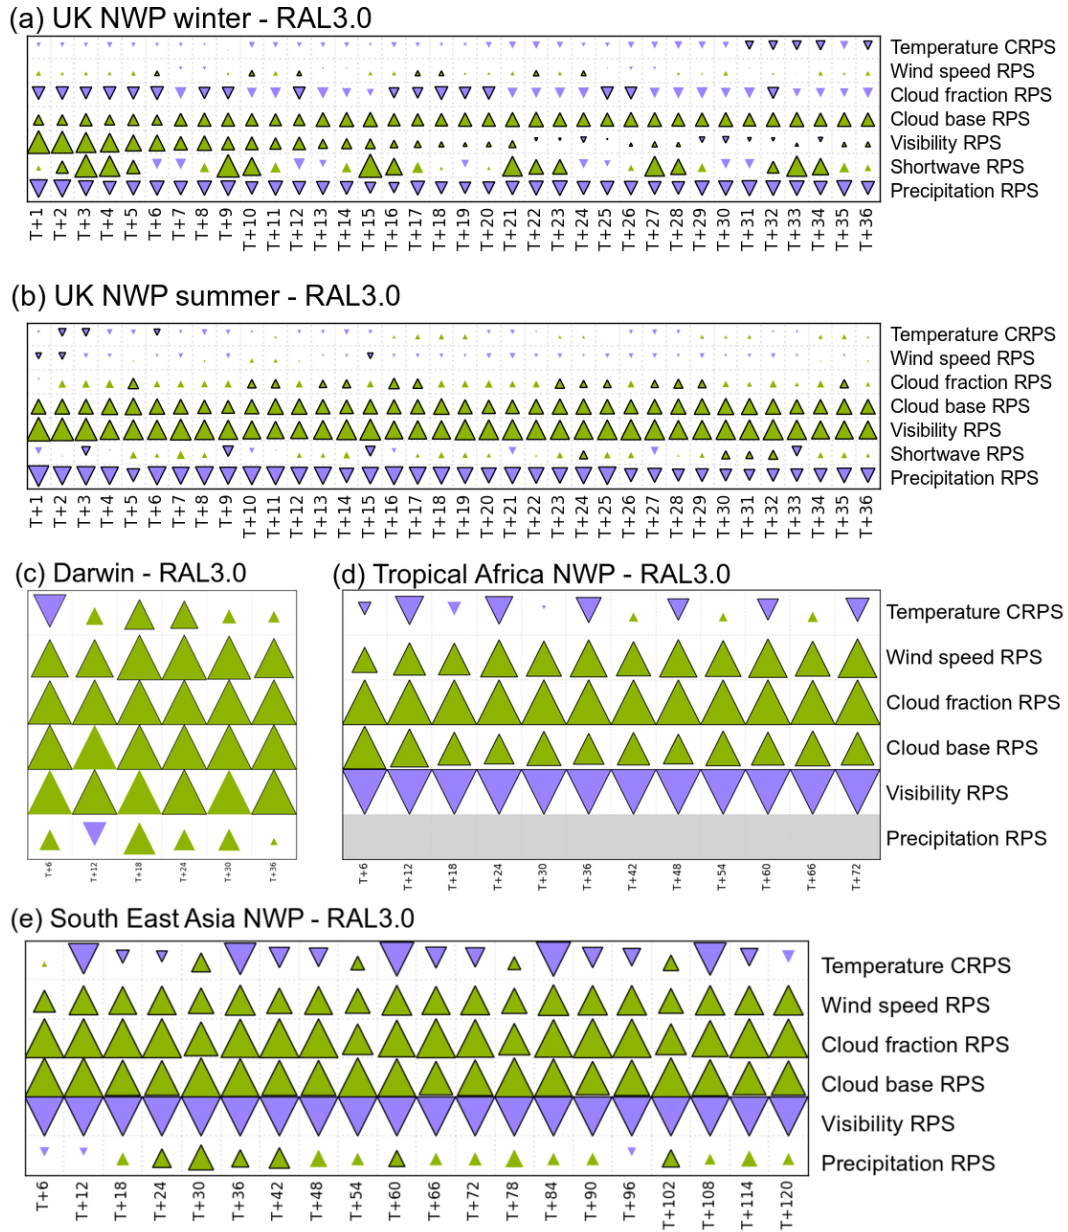 (a) UK NWP winter - RAL3.0
Temperature CRPS
Wind speed RPS
Cloud fraction RPS
Cloud base RPS
Visibility RPS
Shortwave RPS
Precipitation RPS
T+1 T+2 T+3 T+4 T+5 T+6 T+7 T+8 T+9 T+10 T+11 T+12 T+13 T+14 T+15 T+16 T+17 T+18 T+19 T+20 T+21 T+22 T+23 T+24 T+25 T+26 T+27 T+28 T+29 T+30 T+31 T+32 T+33 T+34 T+35 T+36
(b) UK NWP summer - RAL3.0
Temperature CRPS
Wind speed RPS
Cloud fraction RPS
Cloud base RPS
Visibility RPS
Shortwave RPS
Precipitation RPS
T+1 T+2 T+3 T+4 T+5 T+6 T+7 T+8 T+9 T+10 T+11 T+12 T+13 T+14 T+15 T+16 T+17 T+18 T+19 T+20 T+21 T+22 T+23 T+24 T+25 T+26 T+27 T+28 T+29 T+30 T+31 T+32 T+33 T+34 T+35 T+36
(c) Darwin - RAL3.0
T+6 T+12 T+18 T+24 T+30 T+36
(d) Tropical Africa NWP - RAL3.0
Temperature CRPS
Wind speed RPS
Cloud fraction RPS
Cloud base RPS
Visibility RPS
Precipitation RPS
T+6 T+12 T+18 T+24 T+30 T+36 T+42 T+48 T+54 T+60 T+66 T+72
(e) South East Asia NWP - RAL3.0
Temperature CRPS
Wind speed RPS
Cloud fraction RPS
Cloud base RPS
Visibility RPS
Precipitation RPS
T+6 T+12 T+18 T+24 T+30 T+36 T+42 T+48 T+54 T+60 T+66 T+72 T+78 T+84 T+90 T+96 T+102 T+108 T+114 T+120